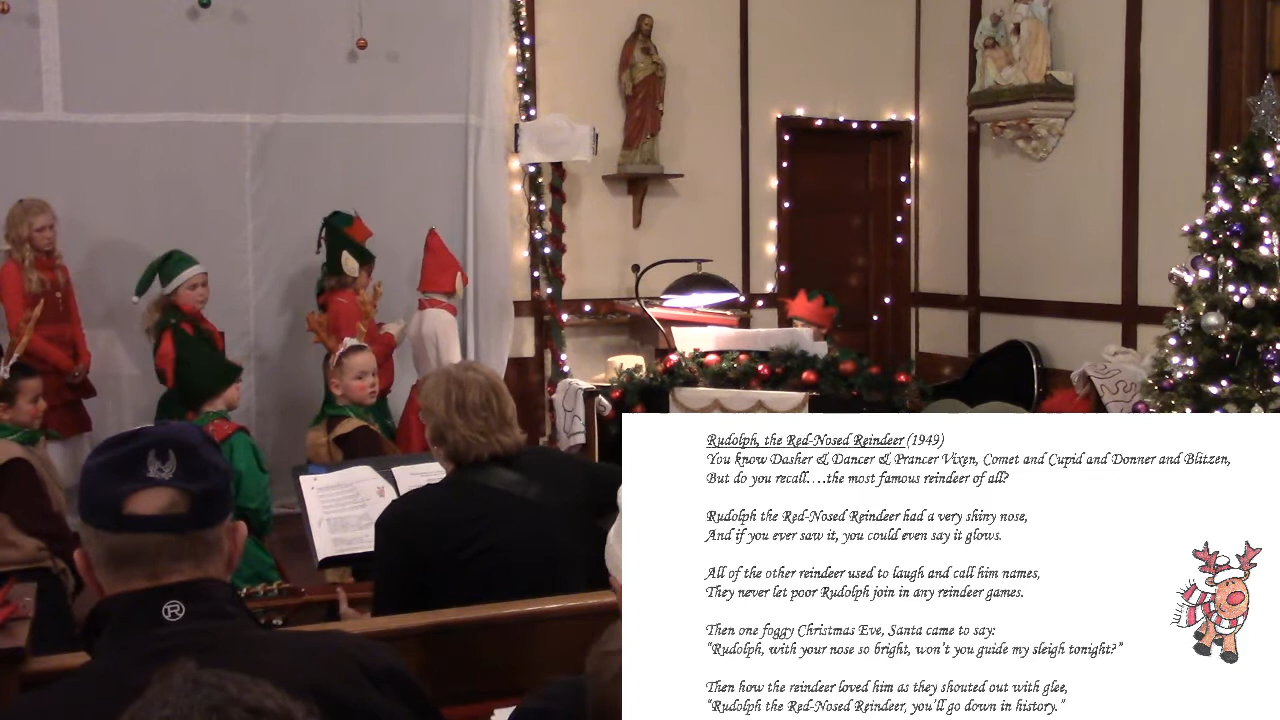 Rudolph, the Red-Nosed Reindeer (1949)
You know Dasher & Dancer & Prancer Vixen, Comet and Cupid and Donner and Blitzen,
But do you recall….the most famous reindeer of all?
Rudolph the Red-Nosed Reindeer had a very shiny nose,
And if you ever saw it, you could even say it glows.
All of the other reindeer used to laugh and call him names,
They never let poor Rudolph join in any reindeer games.
Then one foggy Christmas Eve, Santa came to say:
“Rudolph, with your nose so bright, won’t you guide my sleigh tonight?”
Then how the reindeer loved him as they shouted out with glee,
“Rudolph the Red-Nosed Reindeer, you’ll go down in history.”
®